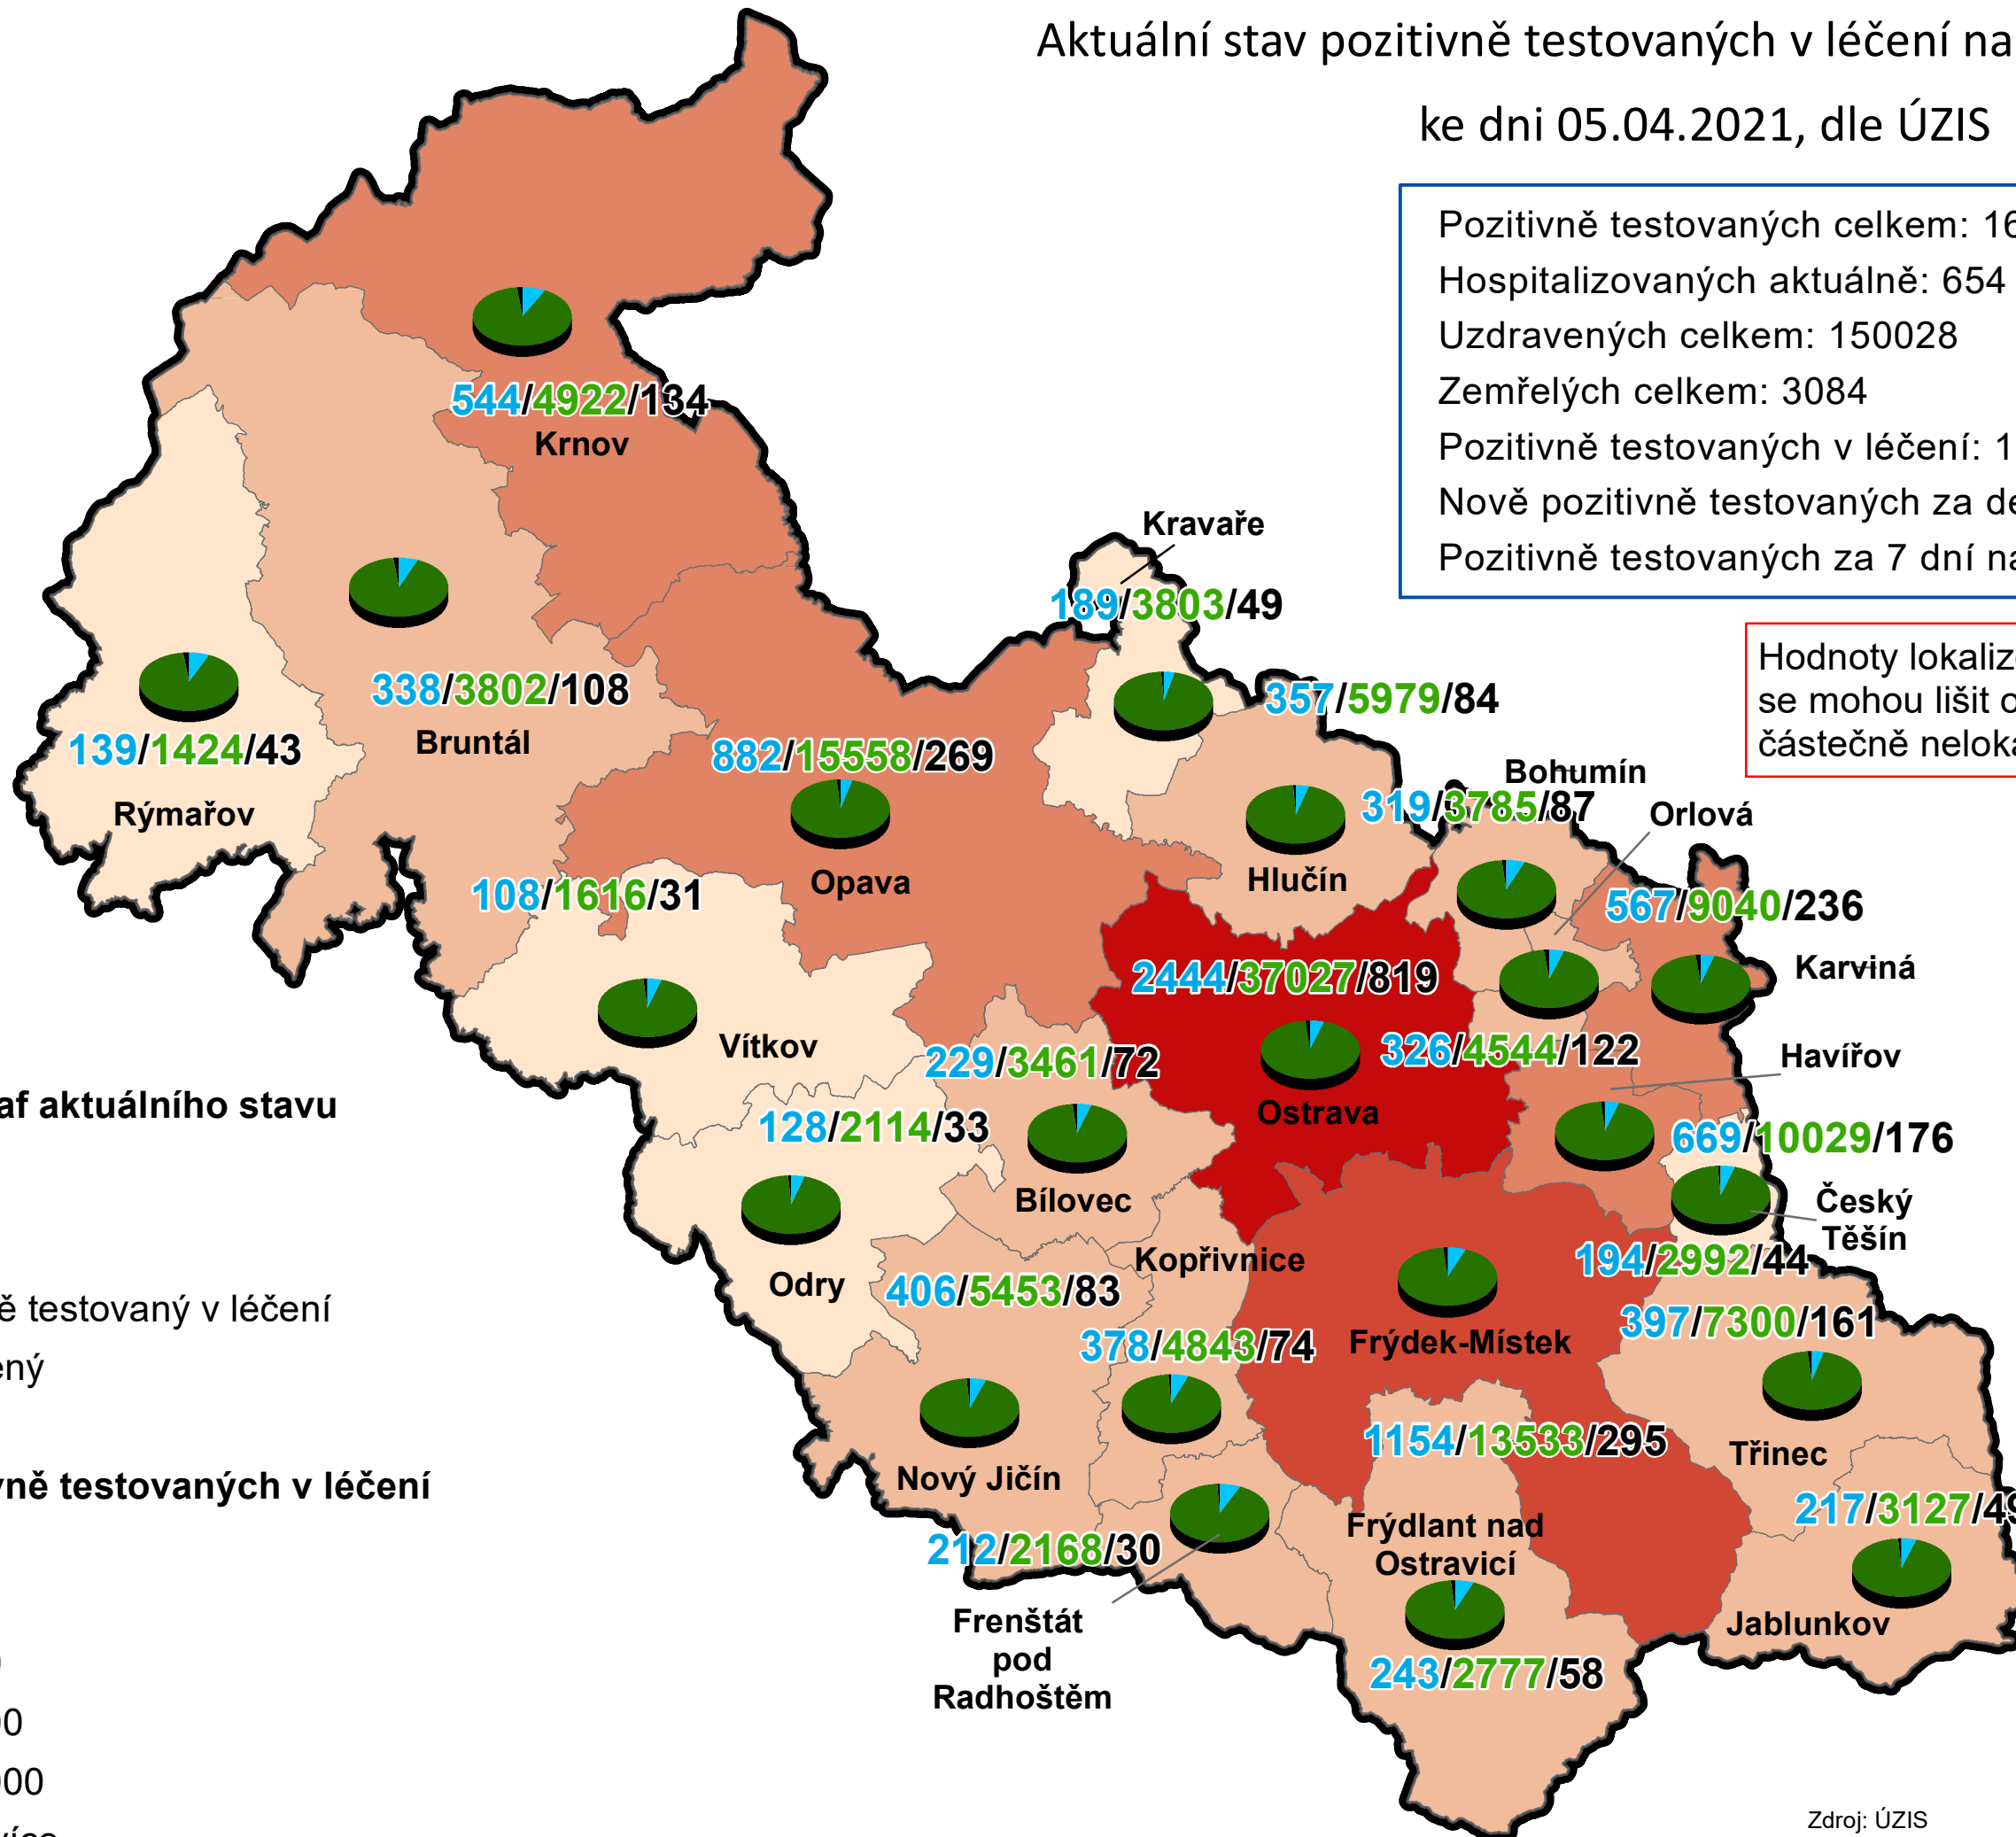 Aktuální stav pozitivně testovaných v léčení na
ke dni 05.04.2021, dle ÚZIS
Pozitivně testovaných celkem: 16
Hospitalizovaných aktuálně: 654
Uzdravených celkem: 150028
Zemřelých celkem: 3084
Pozitivně testovaných v léčení: 1
Nově pozitivně testovaných za de
Pozitivně testovaných za 7 dní na
Hodnoty lokaliz
se mohou lišit o
částečně neloka
544/4922/134
Krnov
Kravaře
189/3803/49
338/3802/108
Bruntál
139/1424/43
Rýmařov
357/5979/84
Hlučín
882/15558/269
Opava
Bohumín
319/3785/87
Orlová
108/1616/31
Vítkov
567/9040/236
Karviná
2444/37027/819
Ostrava
326/4544/122
Havířov
229/3461/72
Bílovec
128/2114/33
Odry
669/10029/176
Český
Těšín
194/2992/44
Kopřivnice
406/5453/83
378/4843/74
Frýdek-Místek
397/7300/161
1154/13533/295
Třinec
Nový Jičín
217/3127/49
212/2168/30
Frýdlant nad
Ostravicí
Frenštát
pod
Radhoštěm
Jablunkov
243/2777/58
af aktuálního stavu
ě testovaný v léčení
ený
vně testovaných v léčení
00
000
Zdroj: ÚZIS